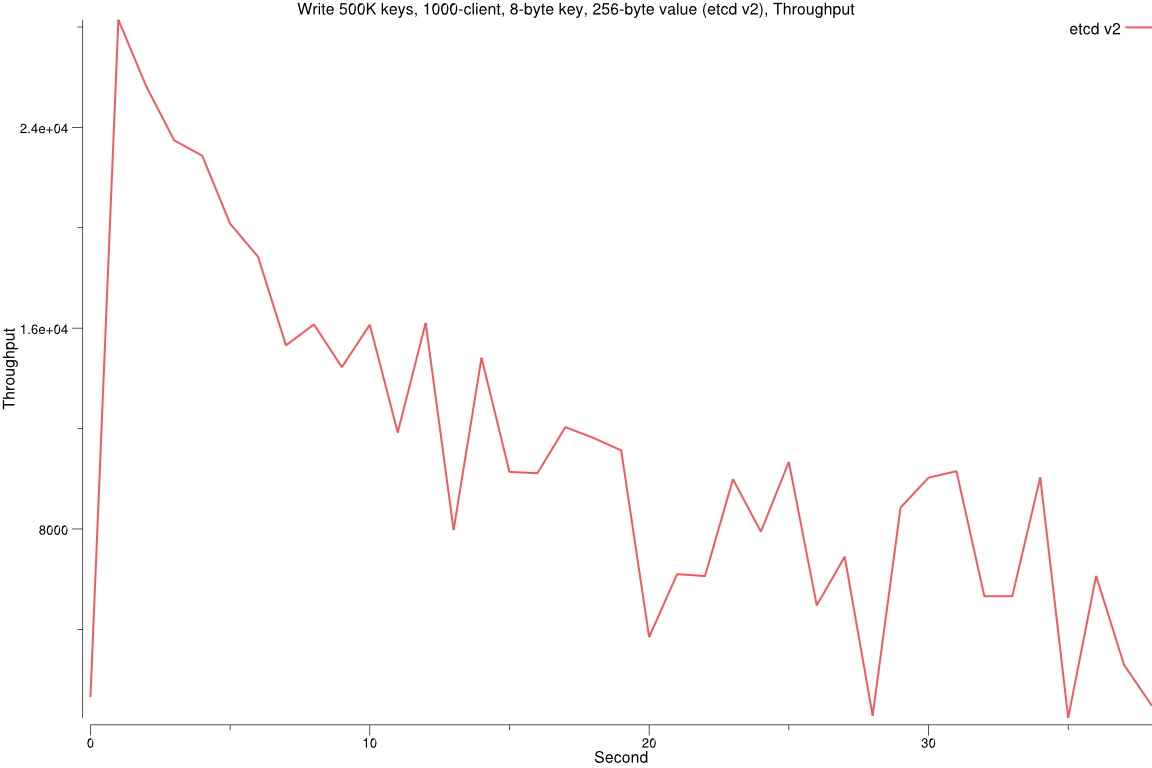 Write 500K keys, 1000-client, 8-byte key, 256-byte value (etcd v2), Throughput
etcd v2
2.4e+04
1.6e+04
8000
Throughput
0
10
20
30
Second